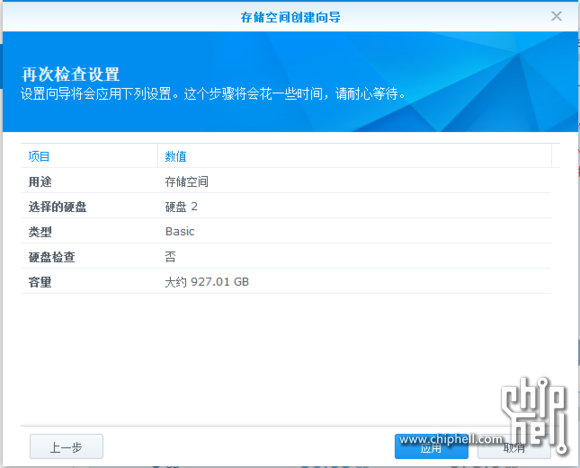 存储空间创建向导
再次检查设置
设置向导将会应用下列设置。这个步骤将会花一些时间，请耐心等待。
项目 数值
用途 存储空间
选择的硬盘 硬盘 2
类型 Basic
硬盘检查 否
容量 大约 927.01 GB
chip
hell
www.chiphell.com
上一步 应用 取消